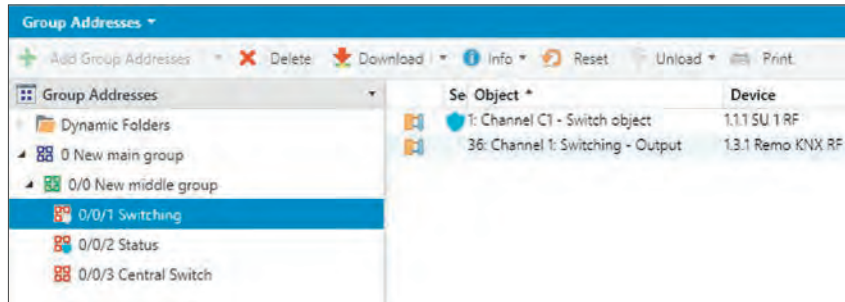 Group Addresses
Add Group Addresses Delete Download Info Reset Unload Print
Group Addresses Se Object Device
Dynamic Folders 1: Channel C1 - Switch object 1.1.1 SU 1 RF
0 New main group 36: Channel 1: Switching - Output 1.3.1 Remo KNX RF
0/0 New middle group
0/0/1 Switching
0/0/2 Status
0/0/3 Central Switch